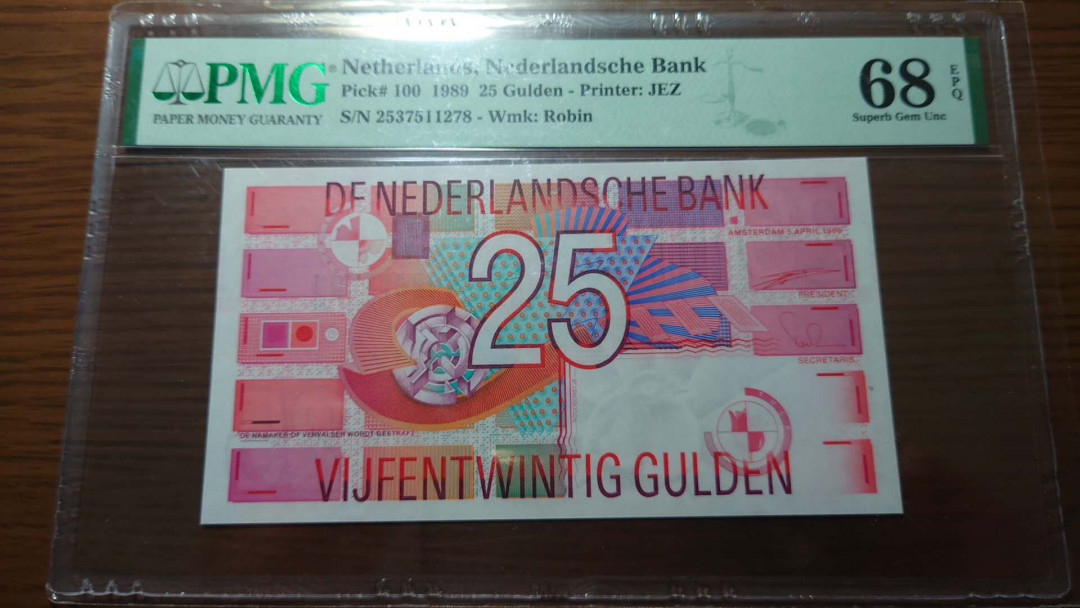 PMG
PAPER MONEY GUARANTY
Netherlands, Nederlandsche Bank
Pick# 100 1989 25 Gulden - Printer: JEZ
S/N 2537511278 - Wmk: Robin
68
EPQ
Superb Gem Unc
DE NEDERLANDSCHE BANK
AMSTERDAM 5 APRIL 1989
25
PRESIDENT
SECRETARIS
DE NAMAKER OF VERVALSER WORDT GESTRAFT
VIJFENTWINTIG GULDEN